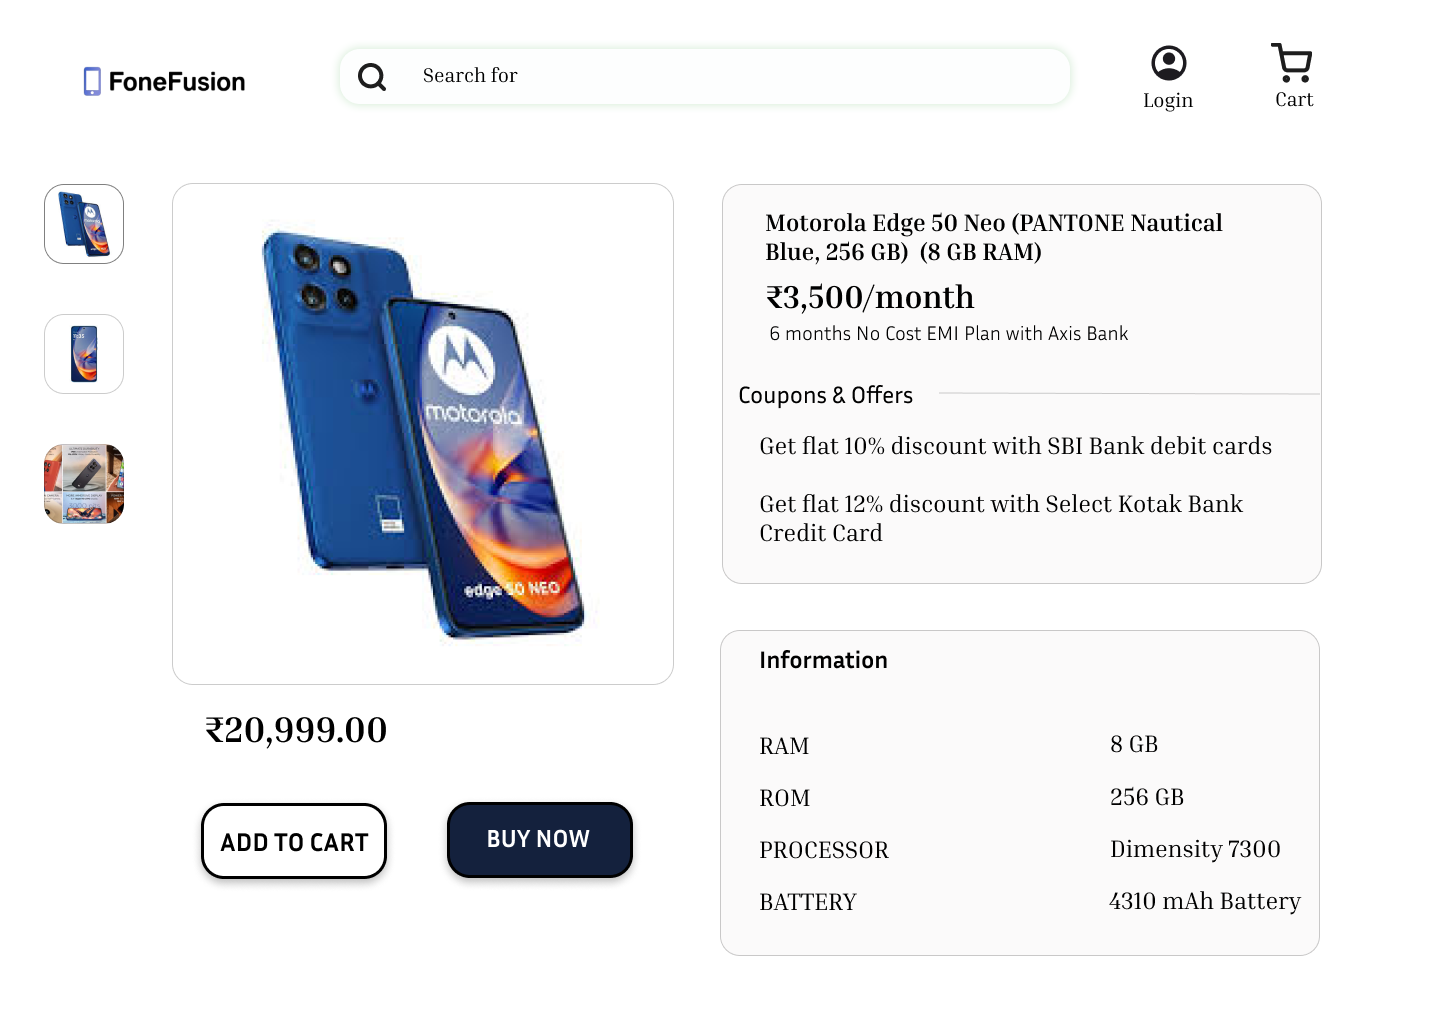 FoneFusion
Search for
Login
Cart
motorola
edge 50 NEO
₹20,999.00
ADD TO CART
BUY NOW
Motorola Edge 50 Neo (PANTONE Nautical
Blue, 256 GB) (8 GB RAM)
₹3,500/month
6 months No Cost EMI Plan with Axis Bank
Coupons & Offers
Get flat 10% discount with SBI Bank debit cards
Get flat 12% discount with Select Kotak Bank
Credit Card
Information
RAM 8 GB
ROM 256 GB
PROCESSOR Dimensity 7300
BATTERY 4310 mAh Battery